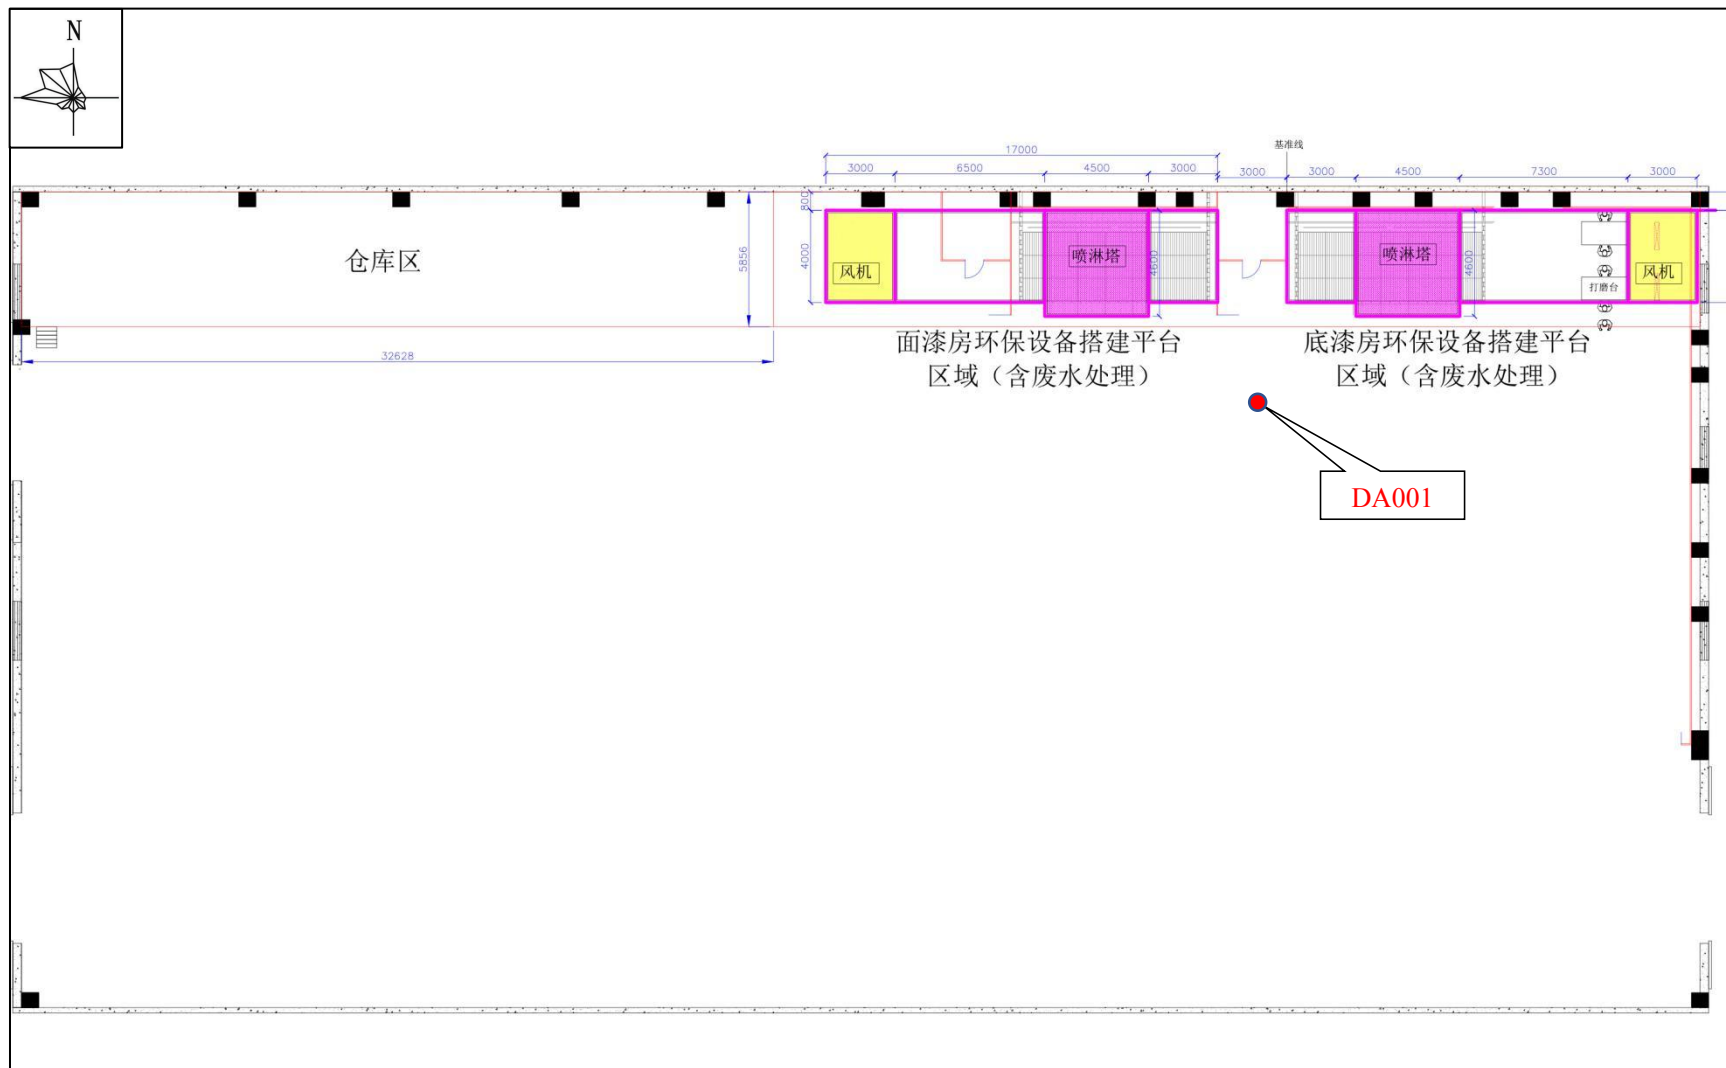 N
基准线
17000
3000
6500
4500
3000
3000
3000
4500
7300
3000
800
仓库区
5856
4000
风机
喷淋塔
4600
喷淋塔
4600
打磨台
风机
32628
面漆房环保设备搭建平台
区域（含废水处理）
底漆房环保设备搭建平台
区域（含废水处理）
DA001